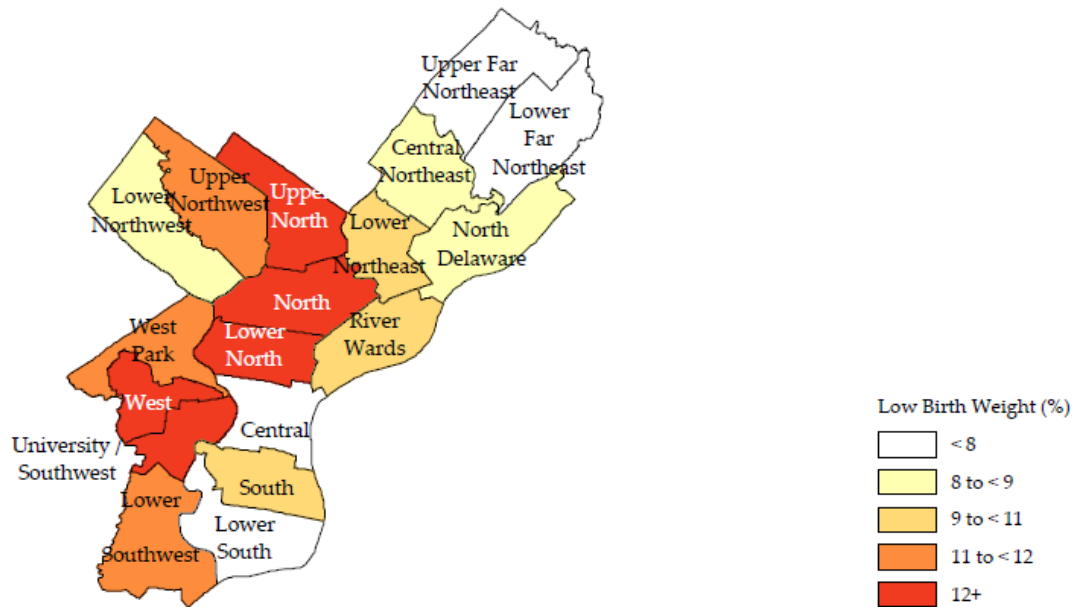 Upper Far
Northeast
Lower
Far
Northeast
Central
Northeast
Upper
Northwest
Lower
Northwest
Upper
North
Lower
Northeast
North
Delaware
North
River
Wards
Lower
North
West
Park
West
Central
University /
Southwest
South
Lower
Southwest
Lower
South
Low Birth Weight (%)
< 8
8 to < 9
9 to < 11
11 to < 12
12+